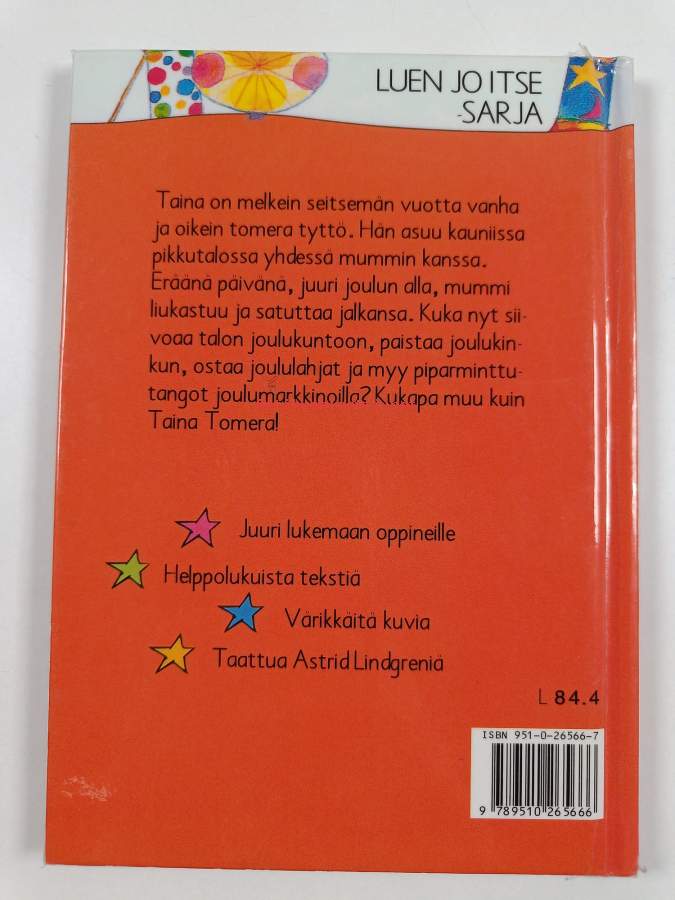 LUEN JO ITSE
-SARJA
Taina on melkein seitsemän vuotta vanha
ja oikein tomera tyttö. Hän asuu kauniissa
pikkutalossa yhdessä mummin kanssa.
Eräänä päivänä, juuri joulun alla, mummi
liukastuu ja satuttaa jalkansa. Kuka nyt sii-
voaa talon joulukuntoon, paistaa joulukin-
kun, ostaa joululahjat ja myy piparminttu-
tangot joulumarkkinoilla? Kukapa muu kuin
Taina Tomera!
Juuri lukemaan oppineille
Helppolukuista tekstiä
Värikkäitä kuvia
Taattua Astrid Lindgreniä
L 84.4
ISBN 951-0-26566-7
9 789510 265666